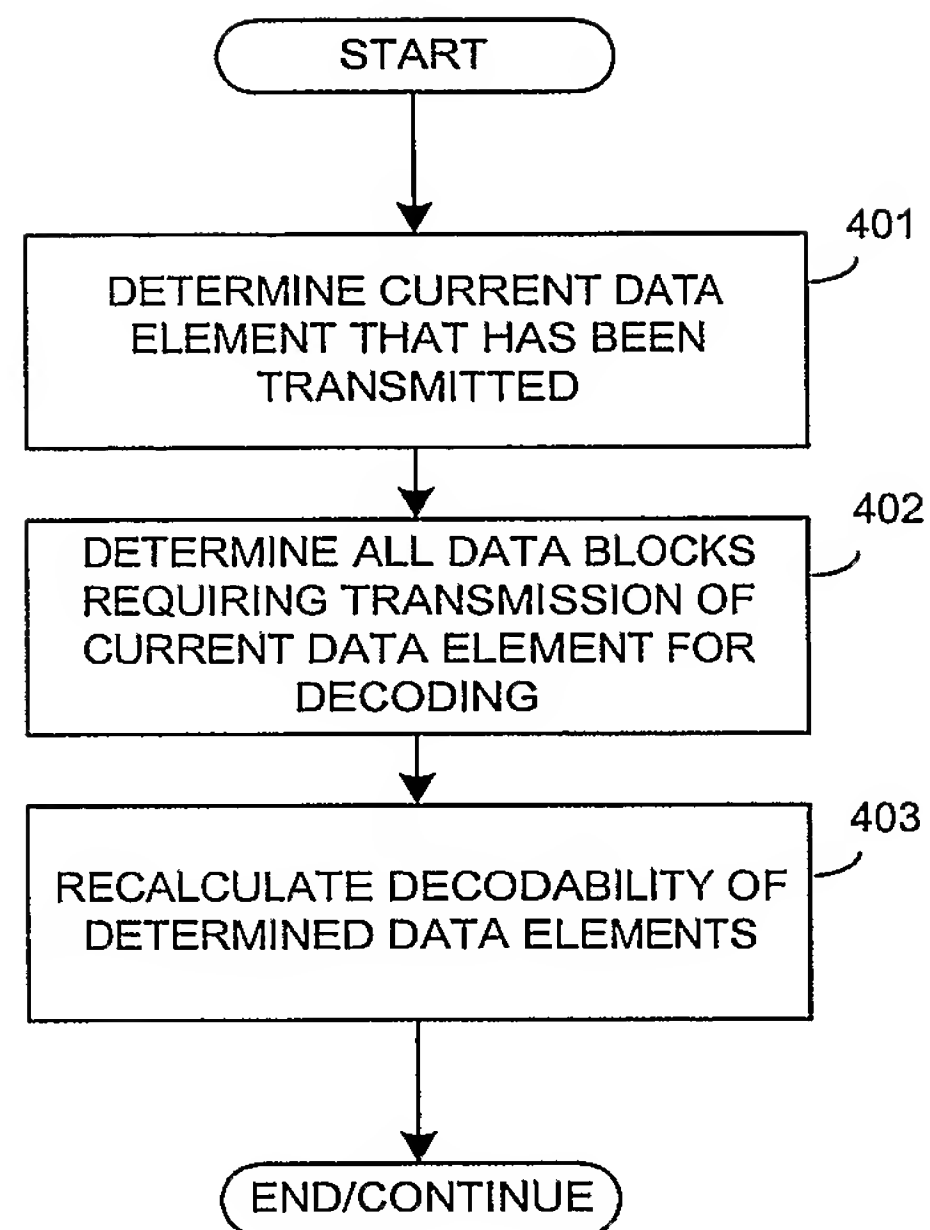 START
401
DETERMINE CURRENT DATA
ELEMENT THAT HAS BEEN
TRANSMITTED
402
DETERMINE ALL DATA BLOCKS
REQUIRING TRANSMISSION OF
CURRENT DATA ELEMENT FOR
DECODING
403
RECALCULATE DECODABILITY OF
DETERMINED DATA ELEMENTS
END/CONTINUE